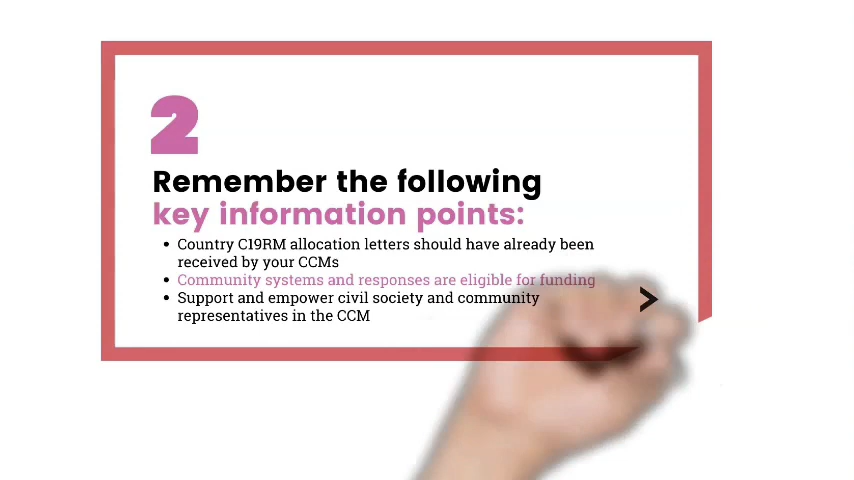 2
Remember the following
key information points:
• Country C19RM allocation letters should have already been
received by your CCMs
• Community systems and responses are eligible for funding
• Support and empower civil society and community
representatives in the CCM